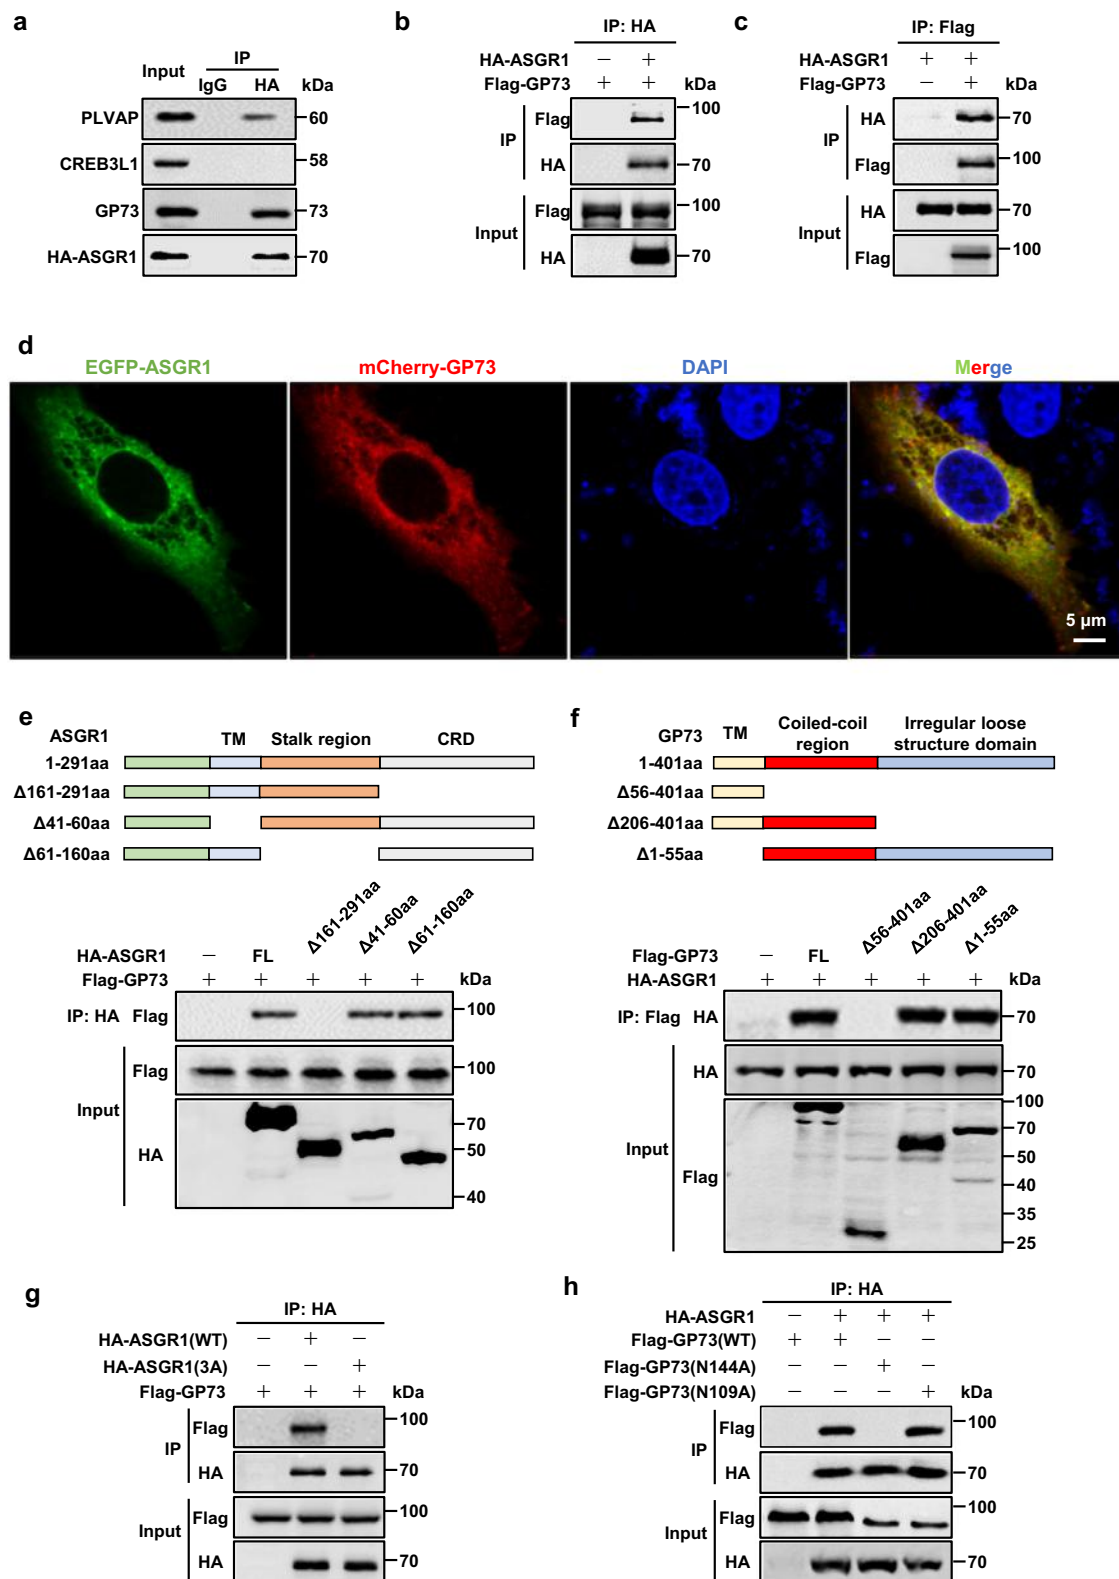 a
IP
Input
IgG
HA
kDa
PLVAP
60
CREB3L1
58
GP73
73
HA-ASGR1
70
b
IP: HA
HA-ASGR1 − +
Flag-GP73 + + kDa
IP
Flag
100
HA
70
Input
Flag
100
HA
70
c
IP: Flag
HA-ASGR1 + +
Flag-GP73 − + kDa
IP
HA
70
Flag
100
Input
HA
70
Flag
100
d
EGFP-ASGR1
mCherry-GP73
DAPI
Merge
5 μm
e
ASGR1 TM Stalk region CRD
1-291aa
Δ161-291aa
Δ41-60aa
Δ61-160aa
HA-ASGR1 − FL Δ161-291aa Δ41-60aa Δ61-160aa
Flag-GP73 + + + + + kDa
IP: HA Flag
100
Input
Flag
100
HA
70
50
40
f
GP73 TM Coiled-coil region Irregular loose structure domain
1-401aa
Δ56-401aa
Δ206-401aa
Δ1-55aa
Flag-GP73 − FL Δ56-401aa Δ206-401aa Δ1-55aa
HA-ASGR1 + + + + + kDa
IP: Flag HA
70
Input
HA
70
Flag
100
70
50
40
35
25
g
IP: HA
HA-ASGR1(WT) − + −
HA-ASGR1(3A) − − +
Flag-GP73 + + + kDa
IP
Flag
100
HA
70
Input
Flag
100
HA
70
h
IP: HA
HA-ASGR1 − + + +
Flag-GP73(WT) + + − −
Flag-GP73(N144A) − − + −
Flag-GP73(N109A) − − − + kDa
IP
Flag
100
HA
70
Input
Flag
100
HA
70